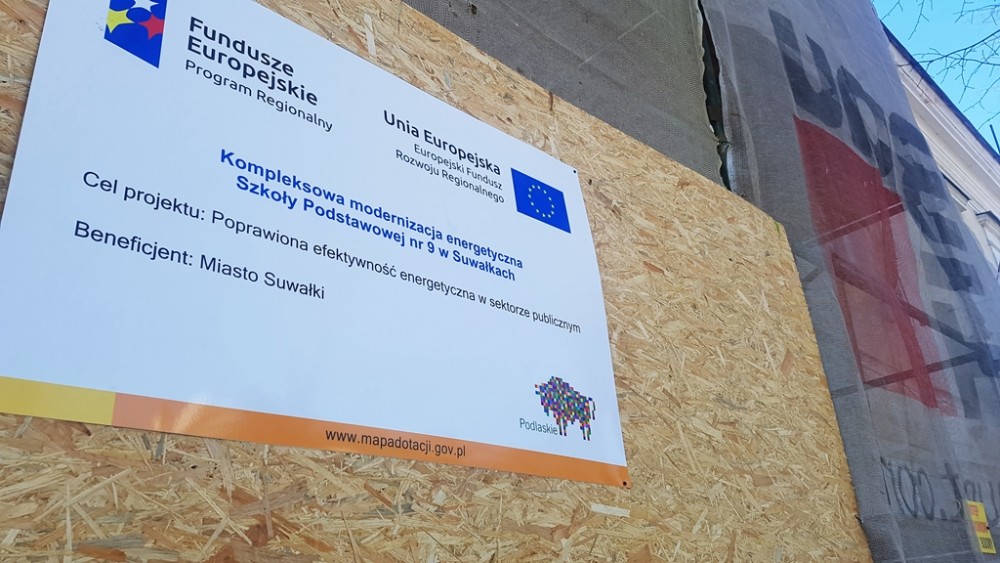 Fundusze
Europejskie
Program Regionalny
Unia Europejska
Europejski Fundusz
Rozwoju Regionalnego
Kompleksowa modernizacja energetyczna
Szkoły Podstawowej nr 9 w Suwałkach
Cel projektu: Poprawiona efektywność energetyczna w sektorze publicznym
Beneficjent: Miasto Suwałki
Podlaskie
www.mapadotacji.gov.pl